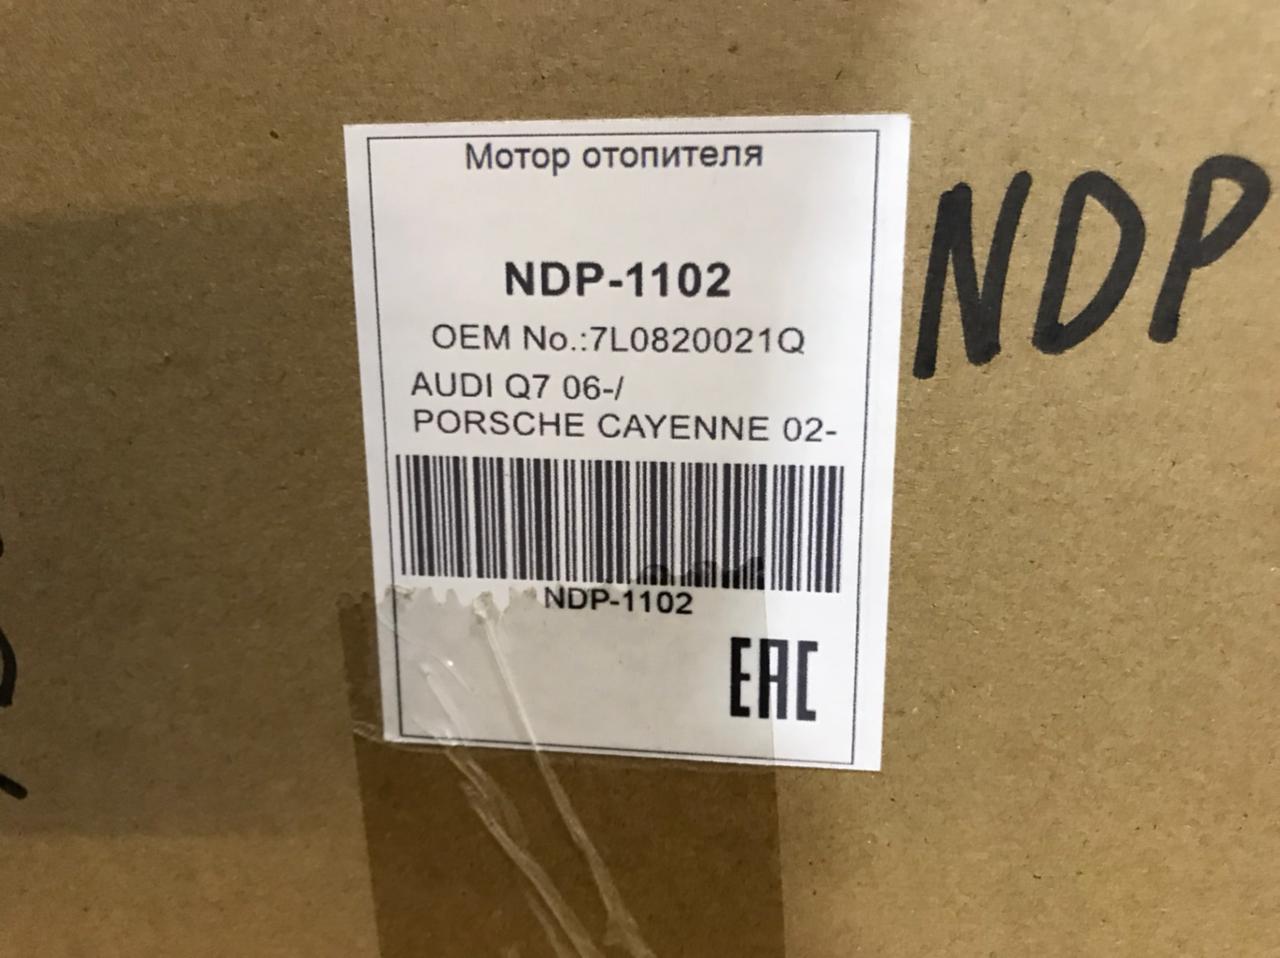 Мотор отопителя
NDP-1102
OEM No.:7L0820021Q
AUDI Q7 06-/
PORSCHE CAYENNE 02-
NDP-1102
EAC
NDP